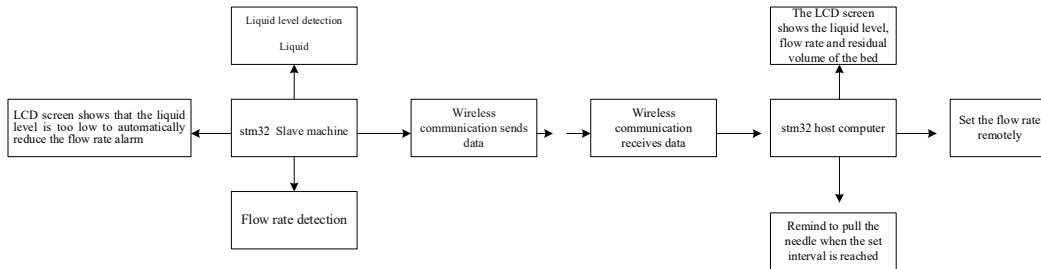 Liquid level detection
Liquid
The LCD screen
shows the liquid level,
flow rate and residual
volume of the bed
LCD screen shows that the liquid
level is too low to automatically
reduce the flow rate alarm
stm32 Slave machine
Wireless
communication sends
data
Wireless
communication
receives data
stm32 host computer
Set the flow rate
remotely
Flow rate detection
Remind to pull the
needle when the set
interval is reached